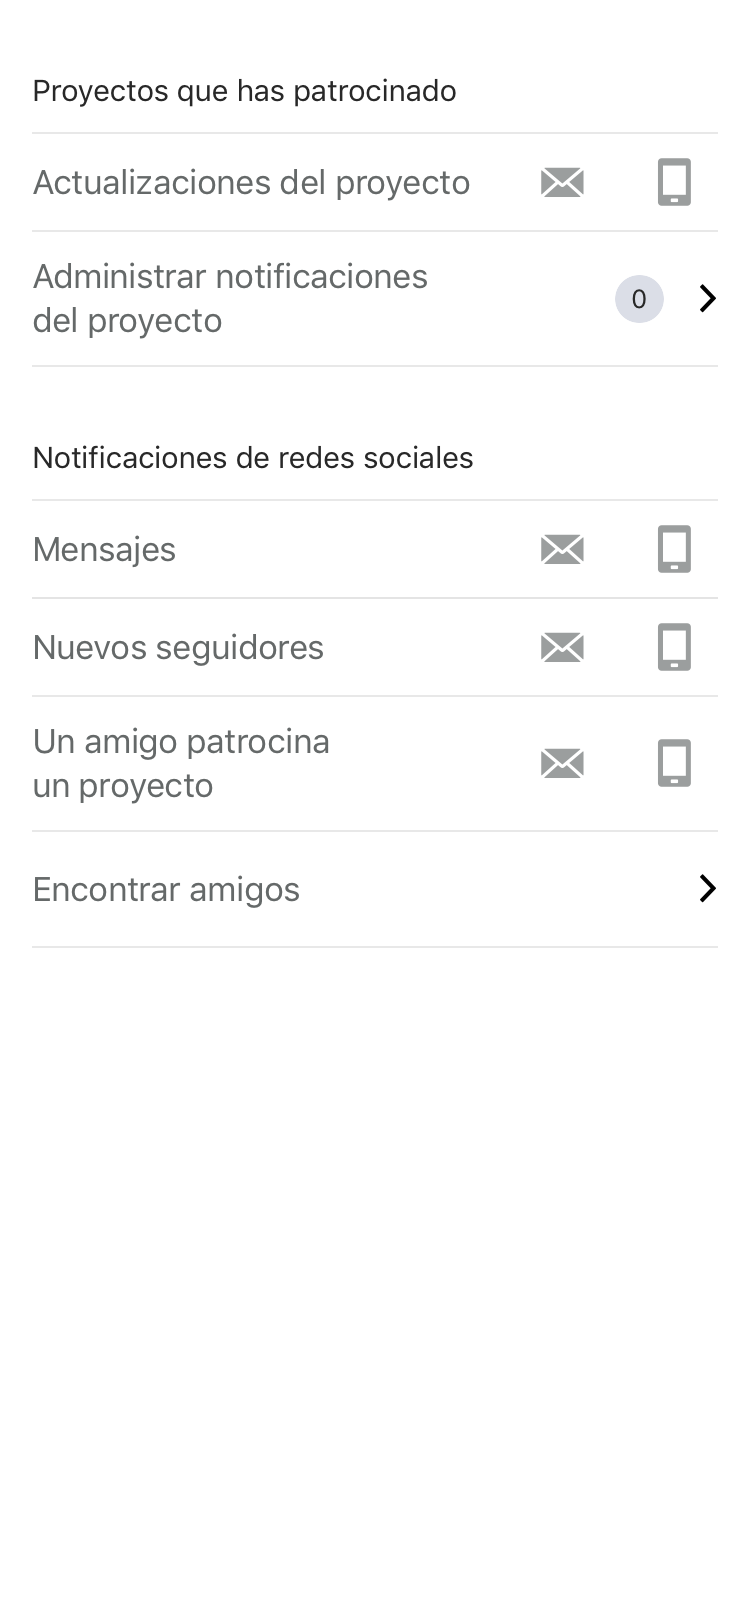 Proyectos que has patrocinado
Actualizaciones del proyecto
Administrar notificaciones
del proyecto
0
Notificaciones de redes sociales
Mensajes
Nuevos seguidores
Un amigo patrocina
un proyecto
Encontrar amigos